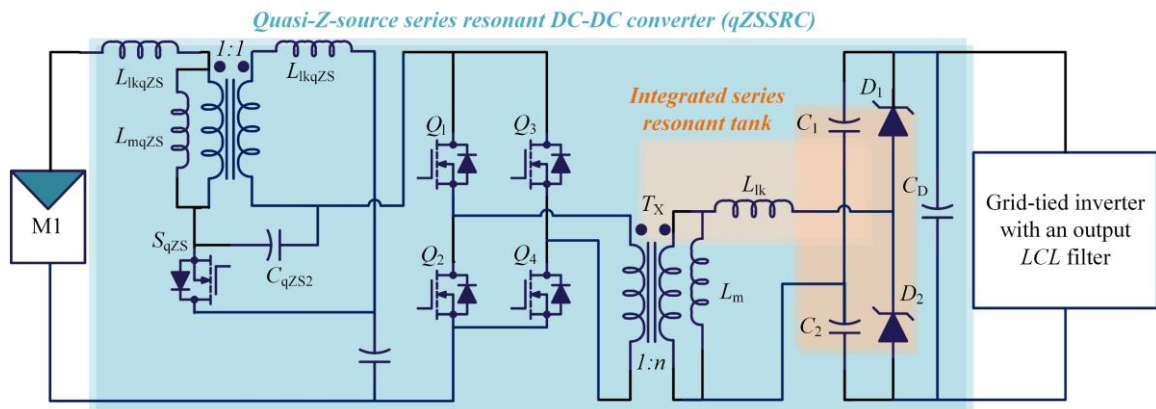 Quasi-Z-source series resonant DC-DC converter (qZSSRC)
1:1
LlkqZS
LlkqZS
LmqZS
M1
SqZS
CqZS2
Q1
Q3
Q2
Q4
Integrated series
resonant tank
TX
Llk
Lm
1:n
C1
D1
C2
D2
CD
Grid-tied inverter
with an output
LCL filter